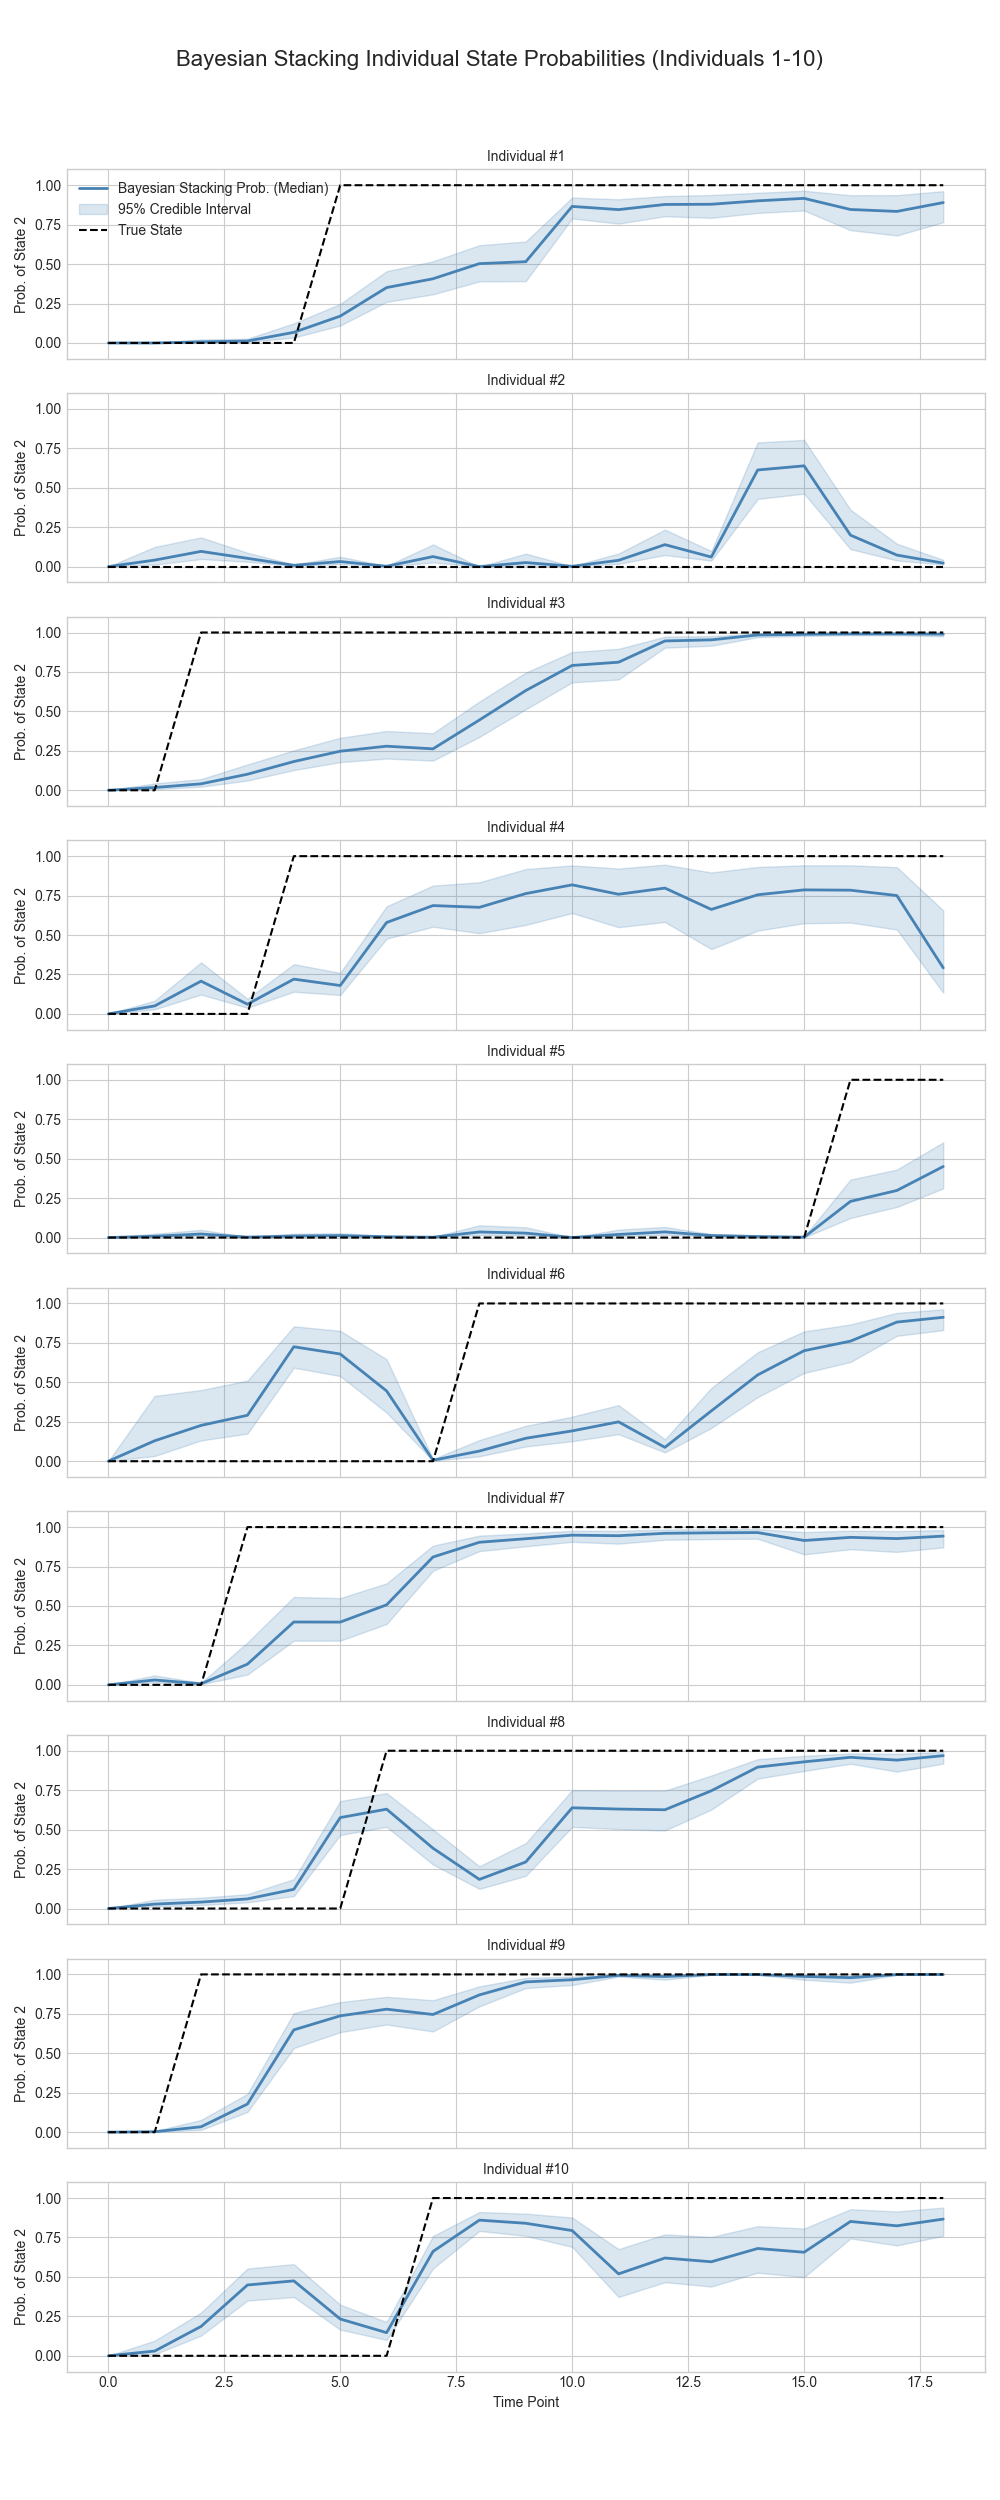 Bayesian Stacking Individual State Probabilities (Individuals 1-10)
Individual #1
Bayesian Stacking Prob. (Median)
95% Credible Interval
True State
1.00
0.75
0.50
0.25
0.00
Prob. of State 2
Individual #2
1.00
0.75
0.50
0.25
0.00
Prob. of State 2
Individual #3
1.00
0.75
0.50
0.25
0.00
Prob. of State 2
Individual #4
1.00
0.75
0.50
0.25
0.00
Prob. of State 2
Individual #5
1.00
0.75
0.50
0.25
0.00
Prob. of State 2
Individual #6
1.00
0.75
0.50
0.25
0.00
Prob. of State 2
Individual #7
1.00
0.75
0.50
0.25
0.00
Prob. of State 2
Individual #8
1.00
0.75
0.50
0.25
0.00
Prob. of State 2
Individual #9
1.00
0.75
0.50
0.25
0.00
Prob. of State 2
Individual #10
1.00
0.75
0.50
0.25
0.00
Prob. of State 2
0.0 2.5 5.0 7.5 10.0 12.5 15.0 17.5
Time Point